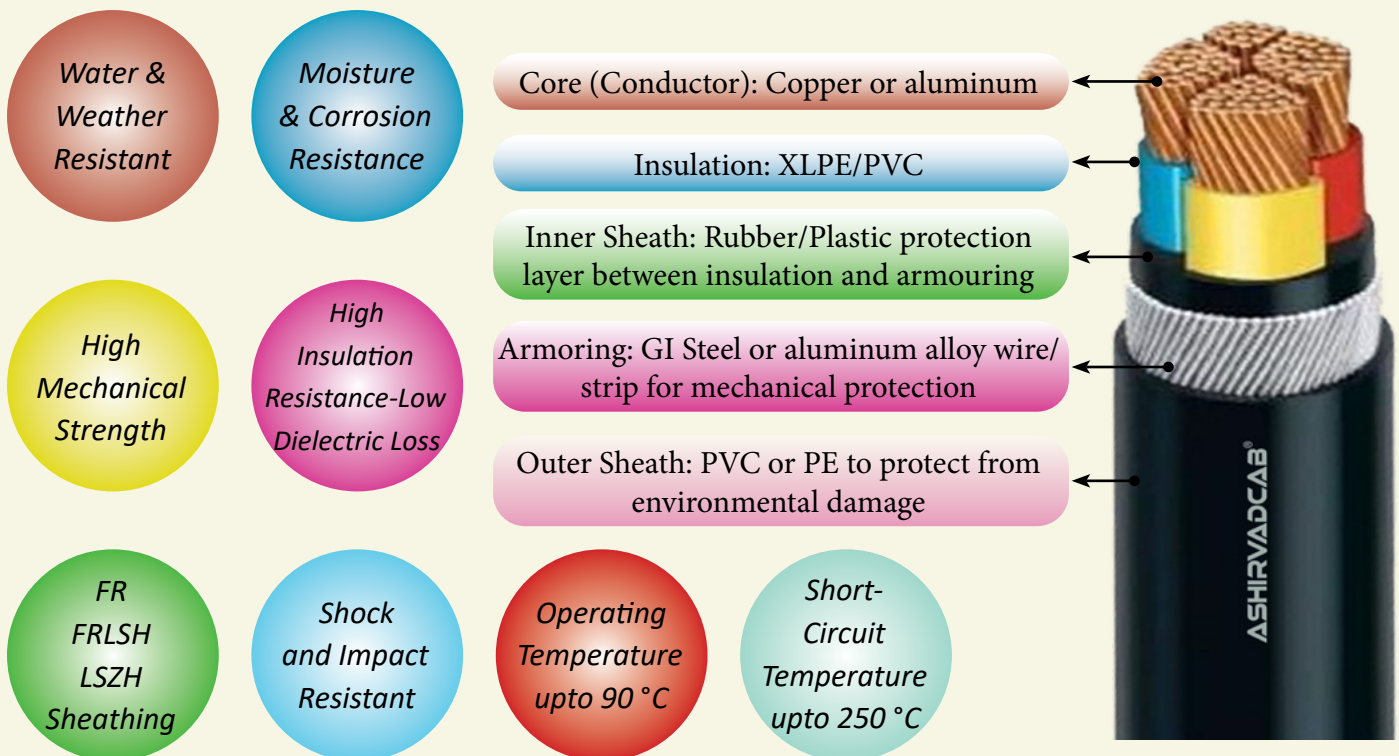 Water &
Weather
Resistant
Moisture
& Corrosion
Resistance
Core (Conductor): Copper or aluminum
Insulation: XLPE/PVC
Inner Sheath: Rubber/Plastic protection
layer between insulation and armouring
High
Mechanical
Strength
High
Insulation
Resistance-Low
Dielectric Loss
Armoring: GI Steel or aluminum alloy wire/
strip for mechanical protection
Outer Sheath: PVC or PE to protect from
environmental damage
ASHIRVADCAB®
FR
FRLSH
LSZH
Sheathing
Shock
and Impact
Resistant
Operating
Temperature
upto 90 °C
Short-
Circuit
Temperature
upto 250 °C